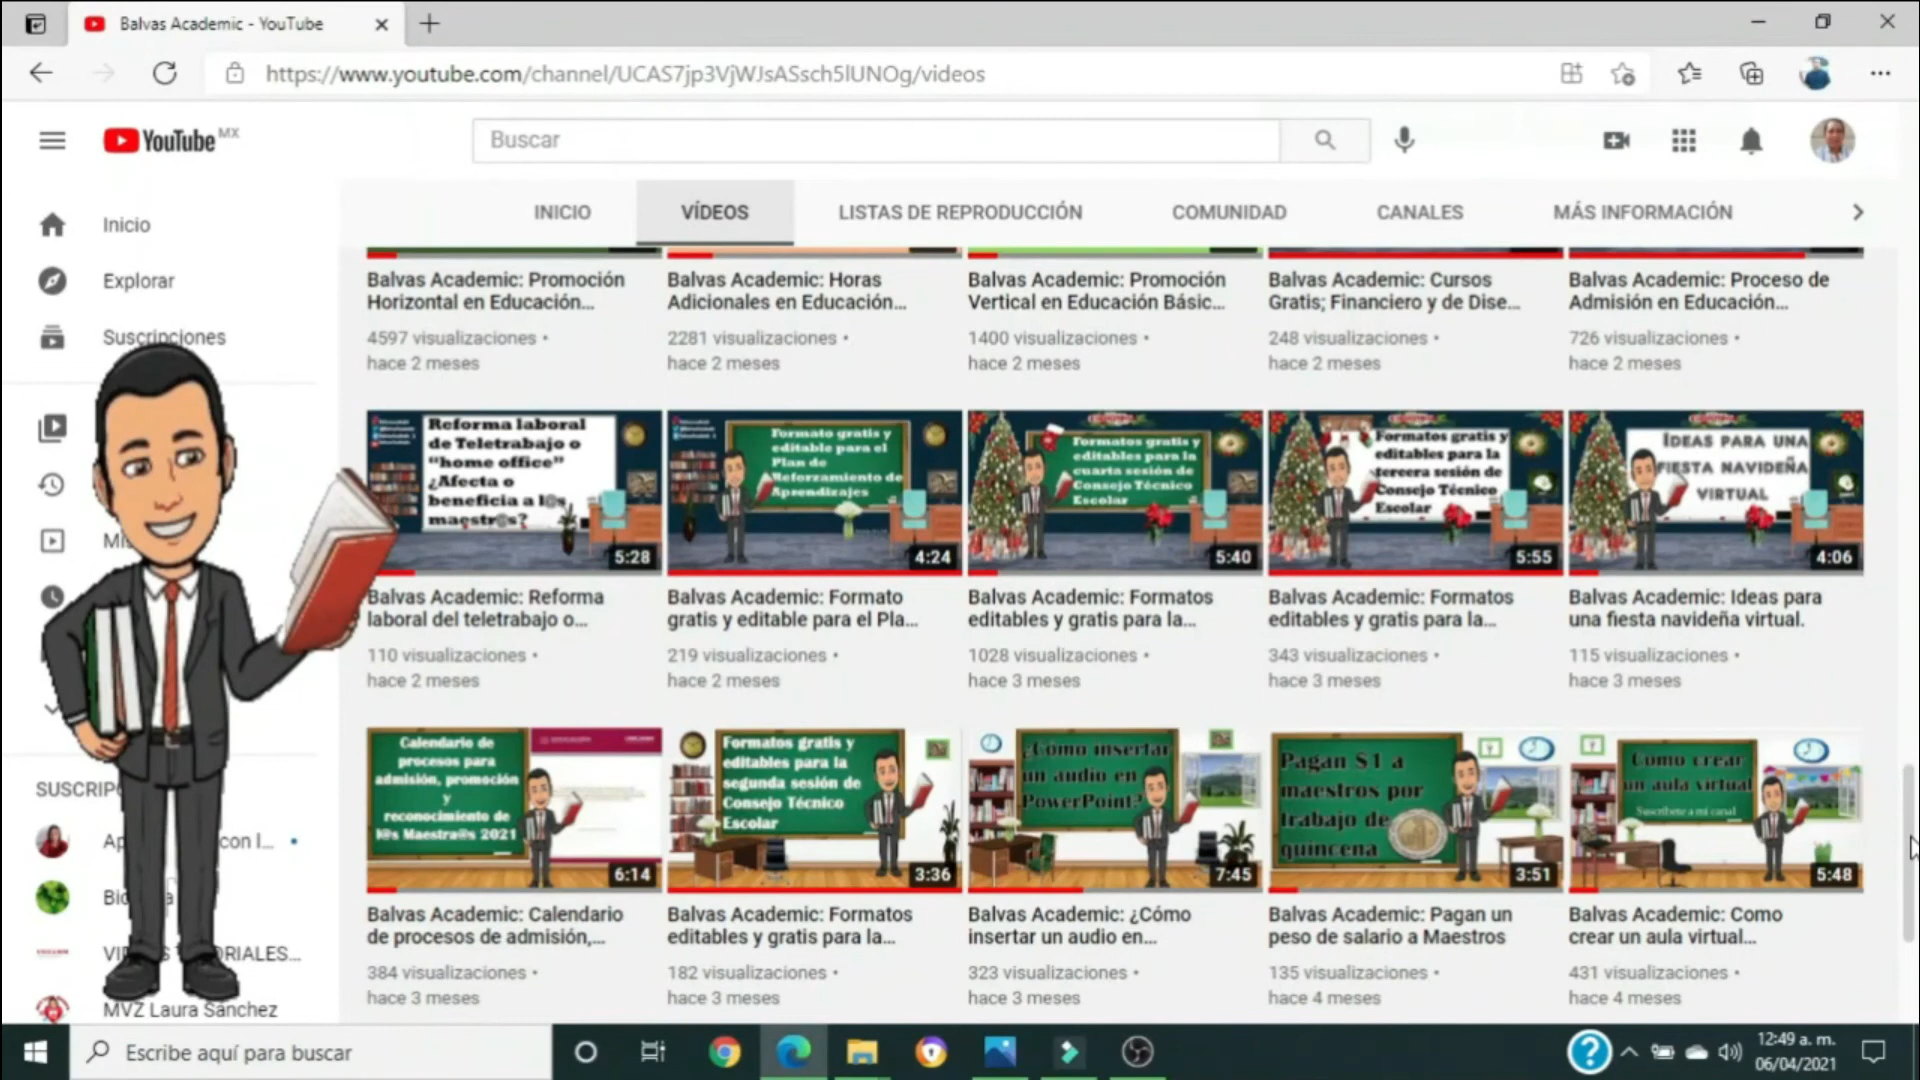 Balvas Academic - YouTube
https://www.youtube.com/channel/UCAS7jp3VjWJsASsch5lUNOg/videos
YouTube MX
Buscar
INICIO
VÍDEOS
LISTAS DE REPRODUCCIÓN
COMUNIDAD
CANALES
MÁS INFORMACIÓN
Inicio
Explorar
Suscripciones
Balvas Academic: Promoción
Horizontal en Educación...
4597 visualizaciones •
hace 2 meses
Balvas Academic: Horas
Adicionales en Educación...
2281 visualizaciones •
hace 2 meses
Balvas Academic: Promoción
Vertical en Educación Básic...
1400 visualizaciones •
hace 2 meses
Balvas Academic: Cursos
Gratis; Financiero y de Dise...
248 visualizaciones •
hace 2 meses
Balvas Academic: Proceso de
Admisión en Educación...
726 visualizaciones •
hace 2 meses
Reforma laboral
de Teletrabajo o
“home office”
¿Afecta o
beneficia a l@s
maestr@s?
5:28
Balvas Academic: Reforma
laboral del teletrabajo o...
110 visualizaciones •
hace 2 meses
Formato gratis y
editable para el
Plan de
Reforzamiento de
Aprendizajes
4:24
Balvas Academic: Formato
gratis y editable para el Pla...
219 visualizaciones •
hace 2 meses
Formatos gratis y
editables para la
cuarta sesión de
Consejo Técnico
Escolar
5:40
Balvas Academic: Formatos
editables y gratis para la...
1028 visualizaciones •
hace 3 meses
Formatos gratis y
editables para la
tercera sesión de
Consejo Técnico
Escolar
5:55
Balvas Academic: Formatos
editables y gratis para la...
343 visualizaciones •
hace 3 meses
IDEAS PARA UNA
FIESTA NAVIDEÑA
VIRTUAL
4:06
Balvas Academic: Ideas para
una fiesta navideña virtual.
115 visualizaciones •
hace 3 meses
Calendario de
procesos para
admisión, promoción
y
reconocimiento de
l@s Maestra@s 2021
6:14
Balvas Academic: Calendario
de procesos de admisión,...
384 visualizaciones •
hace 3 meses
Formatos gratis y
editables para la
segunda sesión de
Consejo Técnico
Escolar
3:36
Balvas Academic: Formatos
editables y gratis para la...
182 visualizaciones •
hace 3 meses
¿Cómo insertar
un audio en
PowerPoint?
7:45
Balvas Academic: ¿Cómo
insertar un audio en...
323 visualizaciones •
hace 3 meses
Pagan $1 a
maestros por
trabajo de
quincena
3:51
Balvas Academic: Pagan un
peso de salario a Maestros
135 visualizaciones •
hace 4 meses
Como crear
un aula virtual
Suscribete a mi canal
5:48
Balvas Academic: Como
crear un aula virtual...
431 visualizaciones •
hace 4 meses
SUSCRIP
con l...
MVZ Laura Sánchez
Escribe aquí para buscar
12:49 a. m.
06/04/2021